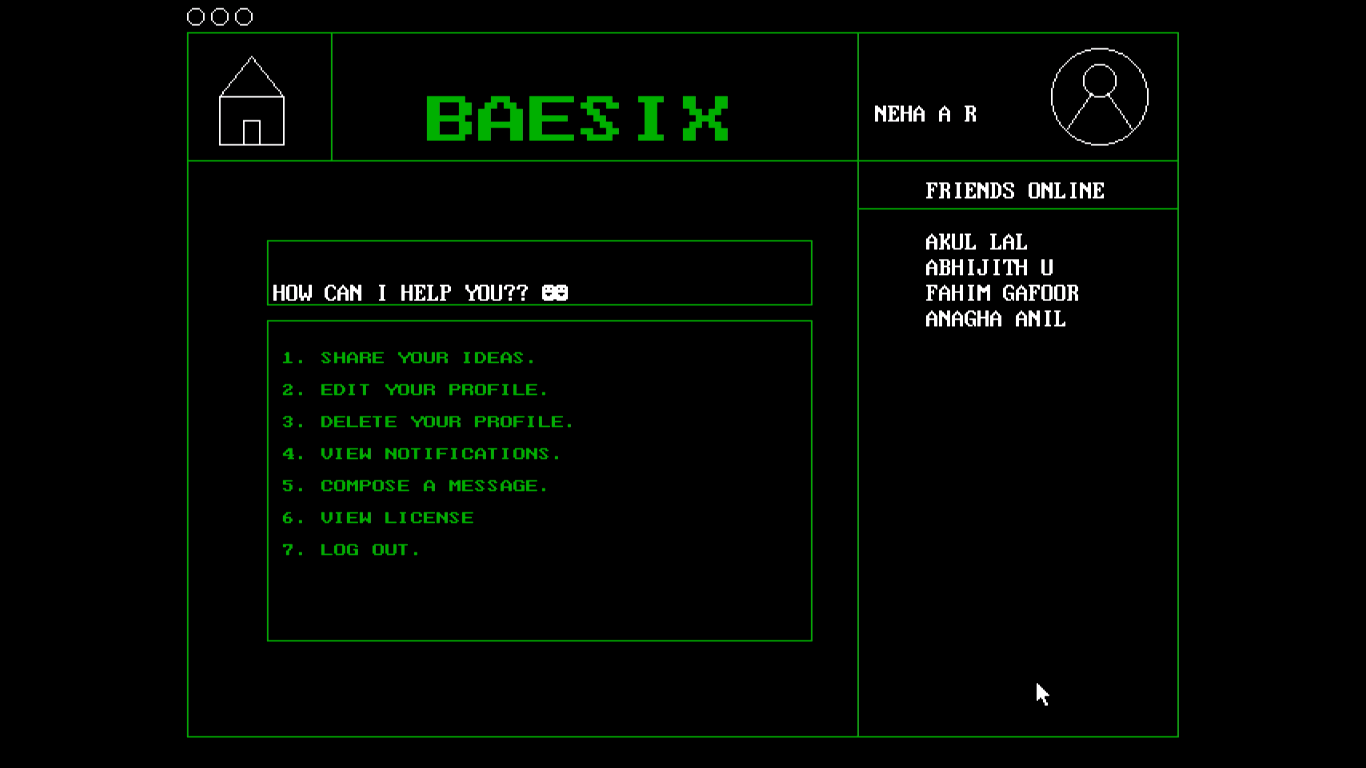 BAESIX
NEHA A R
FRIENDS ONLINE
AKUL LAL
ABHIJITH U
FAHIM GAFOOR
ANAGHA ANIL
HOW CAN I HELP YOU?? ☻☻
1. SHARE YOUR IDEAS.
2. EDIT YOUR PROFILE.
3. DELETE YOUR PROFILE.
4. VIEW NOTIFICATIONS.
5. COMPOSE A MESSAGE.
6. VIEW LICENSE
7. LOG OUT.